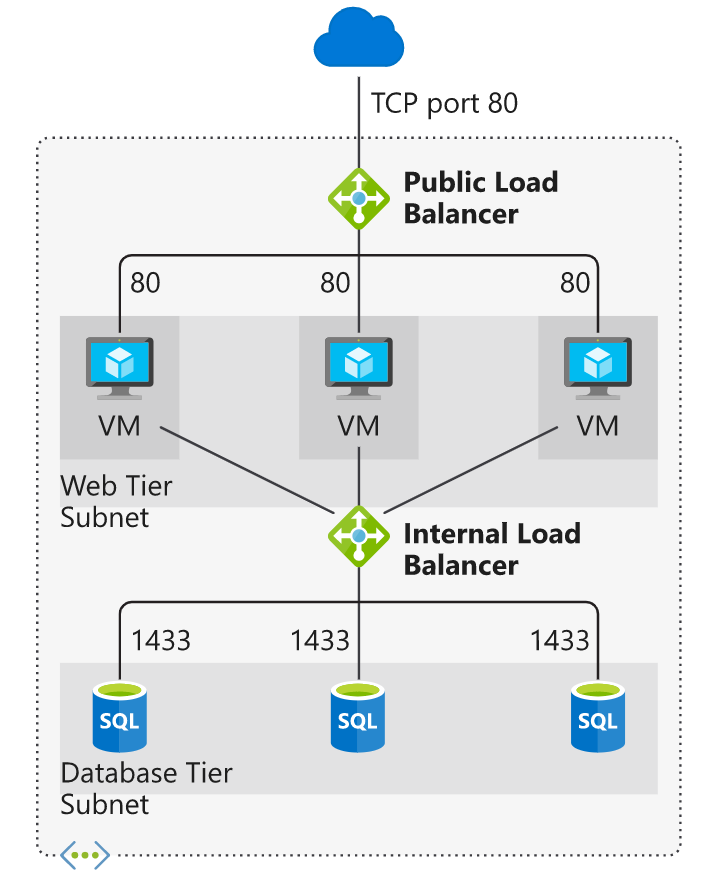 TCP port 80
Public Load
Balancer
80
80
80
VM
VM
VM
Web Tier
Subnet
Internal Load
Balancer
1433
1433
1433
SQL
SQL
SQL
Database Tier
Subnet